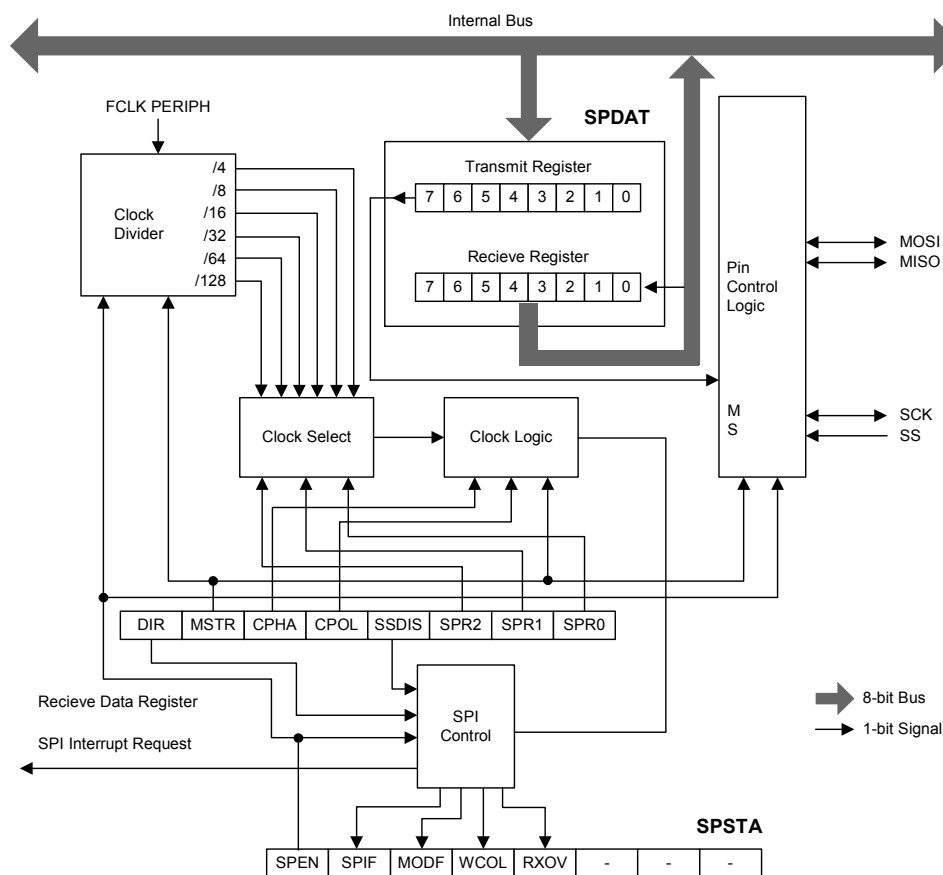 Internal Bus
FCLK PERIPH
SPDAT
Clock
Divider
/4
/8
/16
/32
/64
/128
Transmit Register
7 6 5 4 3 2 1 0
Recieve Register
7 6 5 4 3 2 1 0
Pin
Control
Logic
M
S
MOSI
MISO
SCK
SS
Clock Select
Clock Logic
DIR MSTR CPHA CPOL SSDIS SPR2 SPR1 SPR0
Recieve Data Register
SPI Interrupt Request
SPI
Control
8-bit Bus
1-bit Signal
SPSTA
SPEN SPIF MODF WCOL RXOV - - -